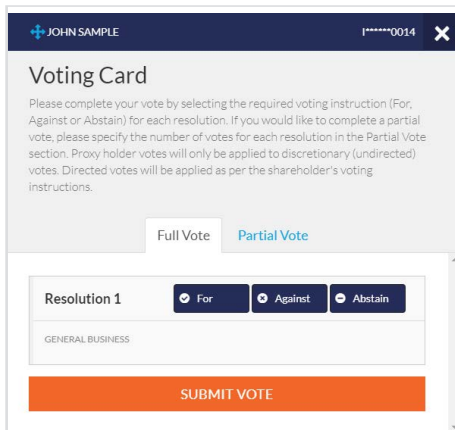 JOHN SAMPLE I******0014
Voting Card
Please complete your vote by selecting the required voting instruction (For,
Against or Abstain) for each resolution. If you would like to complete a partial
vote, please specify the number of votes for each resolution in the Partial Vote
section. Proxy holder votes will only be applied to discretionary (undirected)
votes. Directed votes will be applied as per the shareholder's voting
instructions.
Full Vote Partial Vote
Resolution 1 For Against Abstain
GENERAL BUSINESS
SUBMIT VOTE